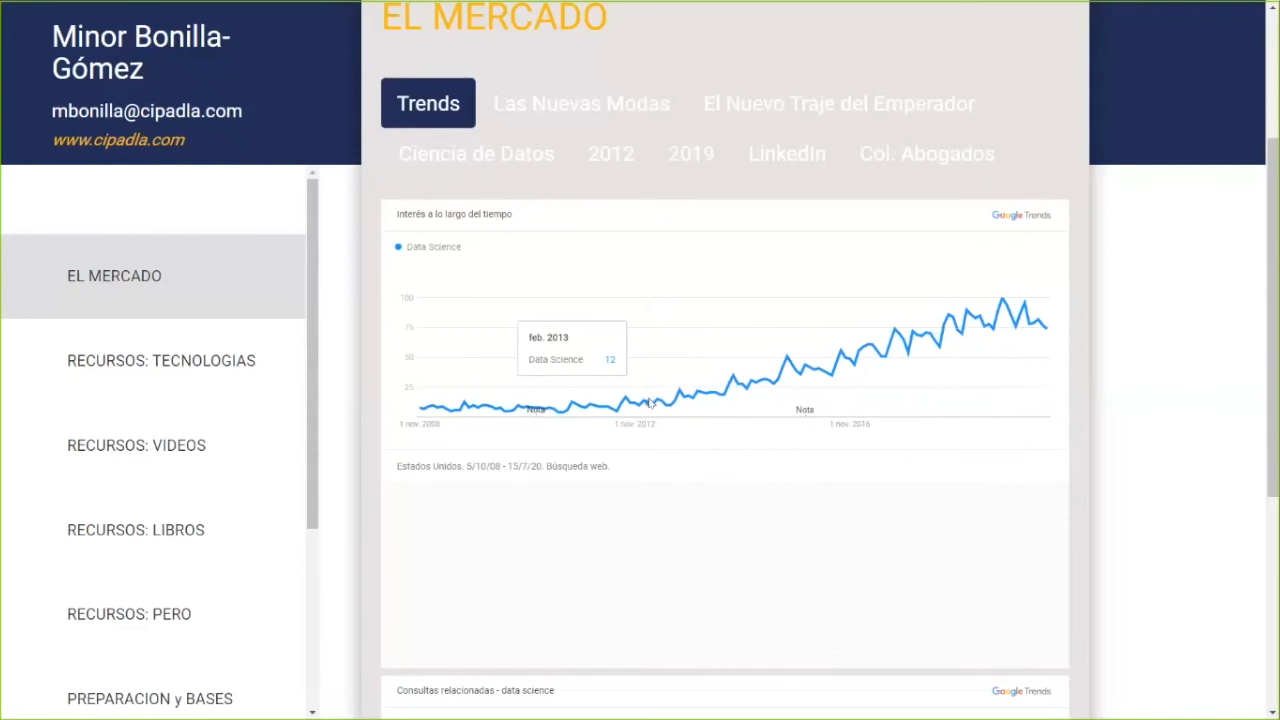 Minor Bonilla-
Gómez
mbonilla@cipadla.com
www.cipadla.com
EL MERCADO
RECURSOS: TECNOLOGIAS
RECURSOS: VIDEOS
RECURSOS: LIBROS
RECURSOS: PERO
PREPARACION y BASES
EL MERCADO
Trends Las Nuevas Modas El Nuevo Traje del Emperador
Ciencia de Datos 2012 2019 LinkedIn Col. Abogados
Interés a lo largo del tiempo Google Trends
Data Science
100
75
50
25
feb. 2013
Data Science 12
Nota Nota
1 nov. 2008 1 nov. 2012 1 nov. 2016
Estados Unidos. 5/10/08 - 15/7/20. Búsqueda web.
Consultas relacionadas - data science Google Trends